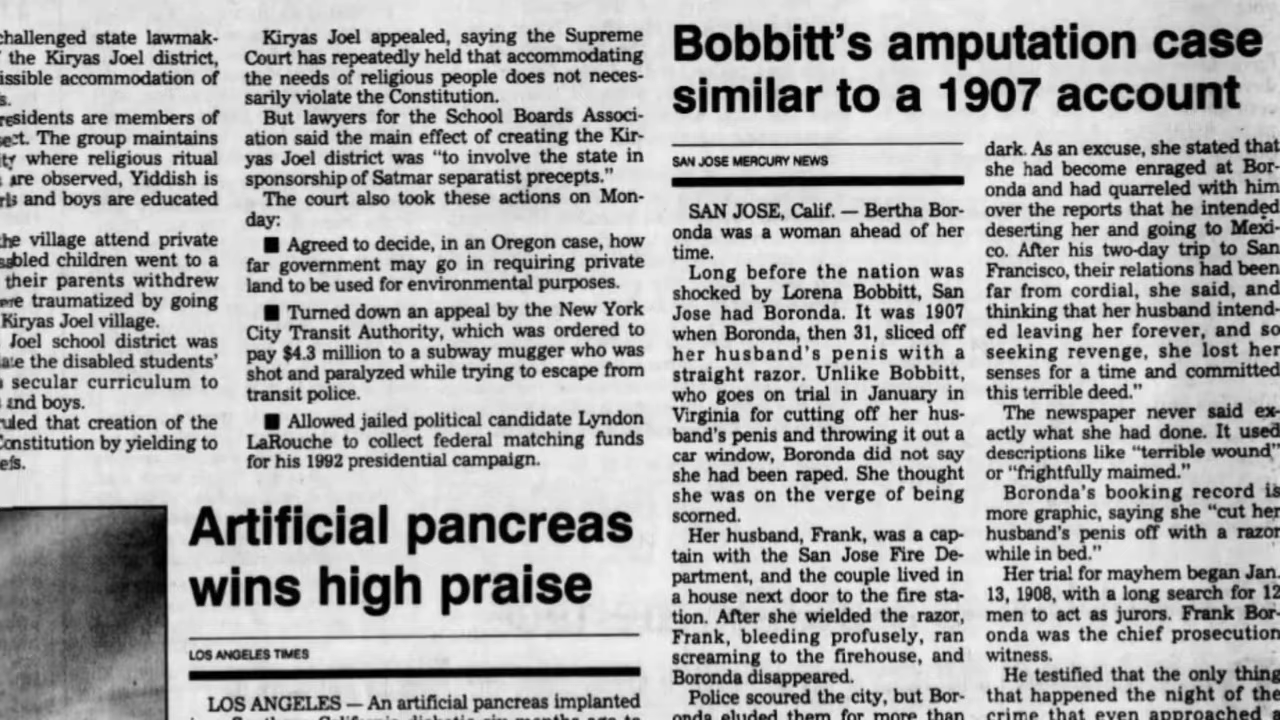 challenged state lawmak-
the Kiryas Joel district,
issible accommodation of
s.
residents are members of
sect. The group maintains
ity where religious ritual
are observed, Yiddish is
rls and boys are educated
the village attend private
sabled children went to a
their parents withdrew
were traumatized by going
Kiryas Joel village.
Joel school district was
ate the disabled students'
secular curriculum to
and boys.
ruled that creation of the
Constitution by yielding to
efs.
Kiryas Joel appealed, saying the Supreme
Court has repeatedly held that accommodating
the needs of religious people does not neces-
sarily violate the Constitution.
But lawyers for the School Boards Associ-
ation said the main effect of creating the Kir-
yas Joel district was “to involve the state in
sponsorship of Satmar separatist precepts.”
The court also took these actions on Mon-
day:
■ Agreed to decide, in an Oregon case, how
far government may go in requiring private
land to be used for environmental purposes.
■ Turned down an appeal by the New York
City Transit Authority, which was ordered to
pay $4.3 million to a subway mugger who was
shot and paralyzed while trying to escape from
transit police.
■ Allowed jailed political candidate Lyndon
LaRouche to collect federal matching funds
for his 1992 presidential campaign.
Artificial pancreas
wins high praise
LOS ANGELES TIMES
LOS ANGELES — An artificial pancreas implanted
Bobbitt's amputation case
similar to a 1907 account
SAN JOSE MERCURY NEWS
SAN JOSE, Calif. — Bertha Bor-
onda was a woman ahead of her
time.
Long before the nation was
shocked by Lorena Bobbitt, San
Jose had Boronda. It was 1907
when Boronda, then 31, sliced off
her husband's penis with a
straight razor. Unlike Bobbitt,
who goes on trial in January in
Virginia for cutting off her hus-
band's penis and throwing it out a
car window, Boronda did not say
she had been raped. She thought
she was on the verge of being
scorned.
Her husband, Frank, was a cap-
tain with the San Jose Fire De-
partment, and the couple lived in
a house next door to the fire sta-
tion. After she wielded the razor,
Frank, bleeding profusely, ran
screaming to the firehouse, and
Boronda disappeared.
Police scoured the city, but Bor-
onda eluded them for more than
dark. As an excuse, she stated that
she had become enraged at Bor-
onda and had quarreled with him
over the reports that he intended
deserting her and going to Mexi-
co. After his two-day trip to San
Francisco, their relations had been
far from cordial, she said, and
thinking that her husband intend-
ed leaving her forever, and so
seeking revenge, she lost her
senses for a time and committed
this terrible deed.”
The newspaper never said ex-
actly what she had done. It used
descriptions like “terrible wound”
or “frightfully maimed.”
Boronda's booking record is
more graphic, saying she “cut her
husband's penis off with a razor
while in bed.”
Her trial for mayhem began Jan.
13, 1908, with a long search for 12
men to act as jurors. Frank Bor-
onda was the chief prosecution
witness.
He testified that the only thing
that happened the night of the
crime that even approached a